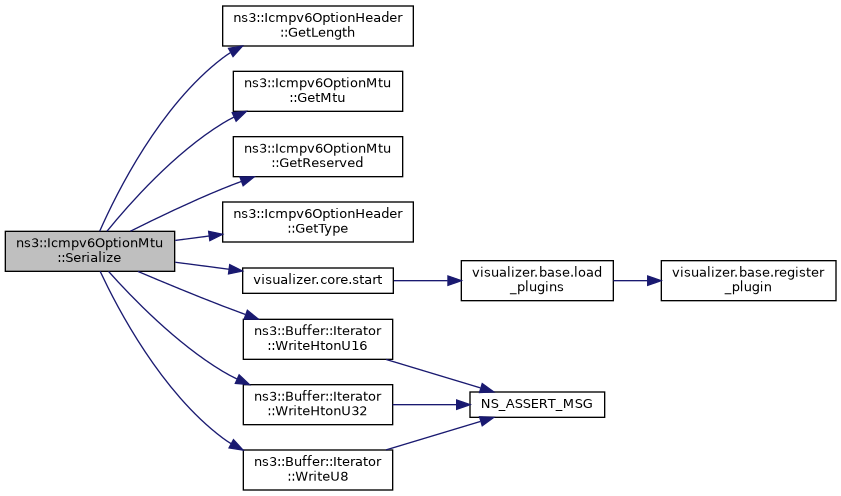 ns3::Icmpv6OptionHeader
::GetLength
ns3::Icmpv6OptionMtu
::GetMtu
ns3::Icmpv6OptionMtu
::GetReserved
ns3::Icmpv6OptionHeader
::GetType
ns3::Icmpv6OptionMtu
::Serialize
visualizer.core.start
visualizer.base.load
_plugins
visualizer.base.register
_plugin
ns3::Buffer::Iterator
::WriteHtonU16
ns3::Buffer::Iterator
::WriteHtonU32
NS_ASSERT_MSG
ns3::Buffer::Iterator
::WriteU8